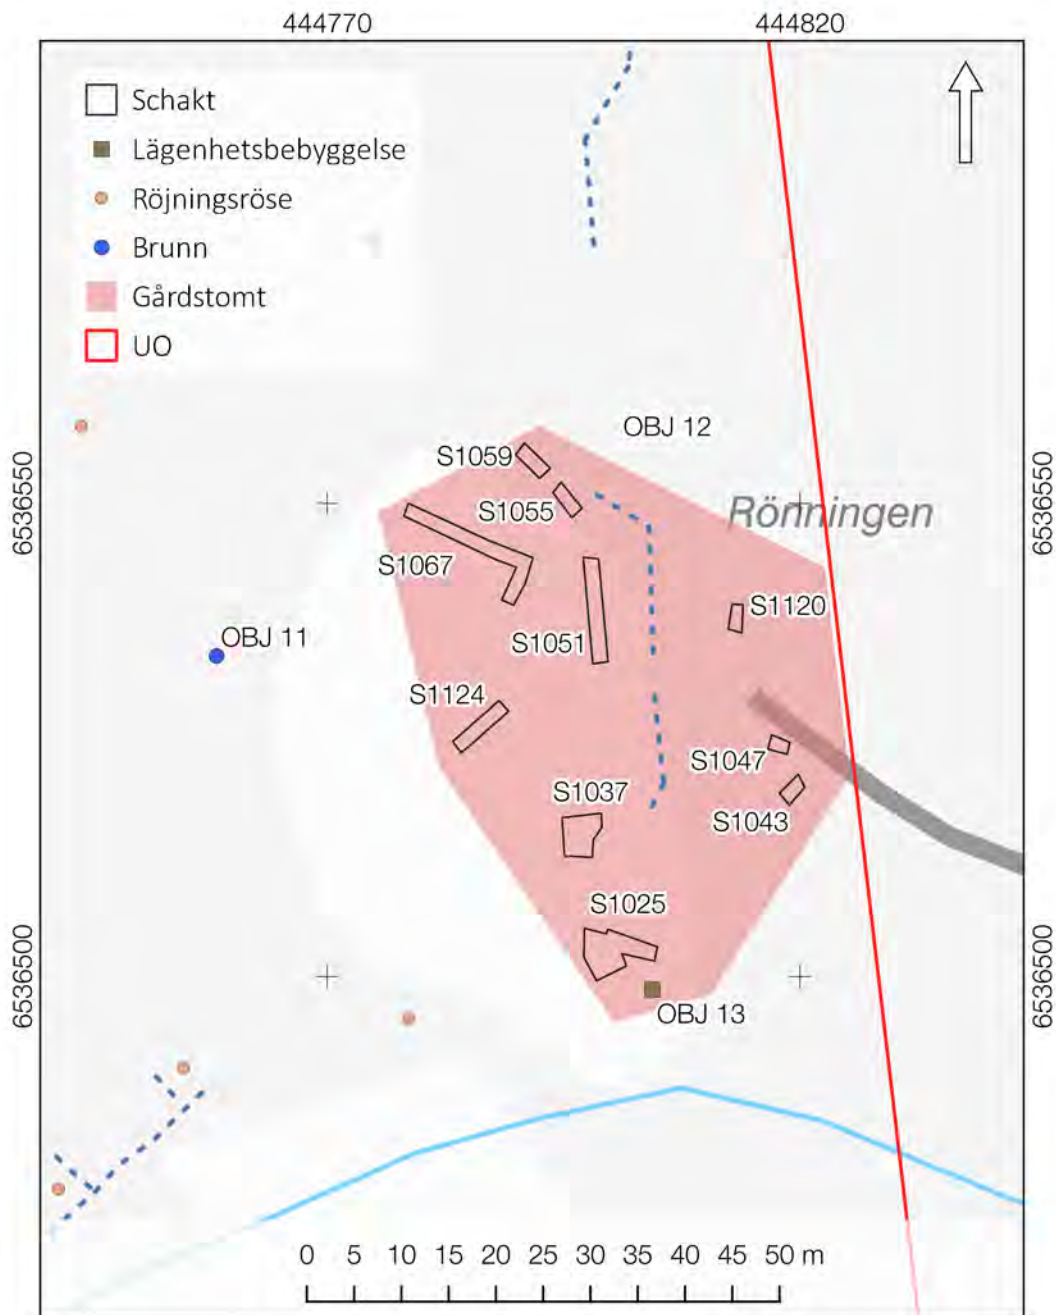 444770
444820
Schakt
Lägenhetsbebyggelse
Röjningsröse
Brunn
Gårdstomt
UO
OBJ 12
S1059
6536550
6536550
S1055
Rönningen
S1067
S1120
OBJ 11
S1051
S1124
S1047
S1037
S1043
S1025
6536500
6536500
OBJ 13
0 5 10 15 20 25 30 35 40 45 50 m